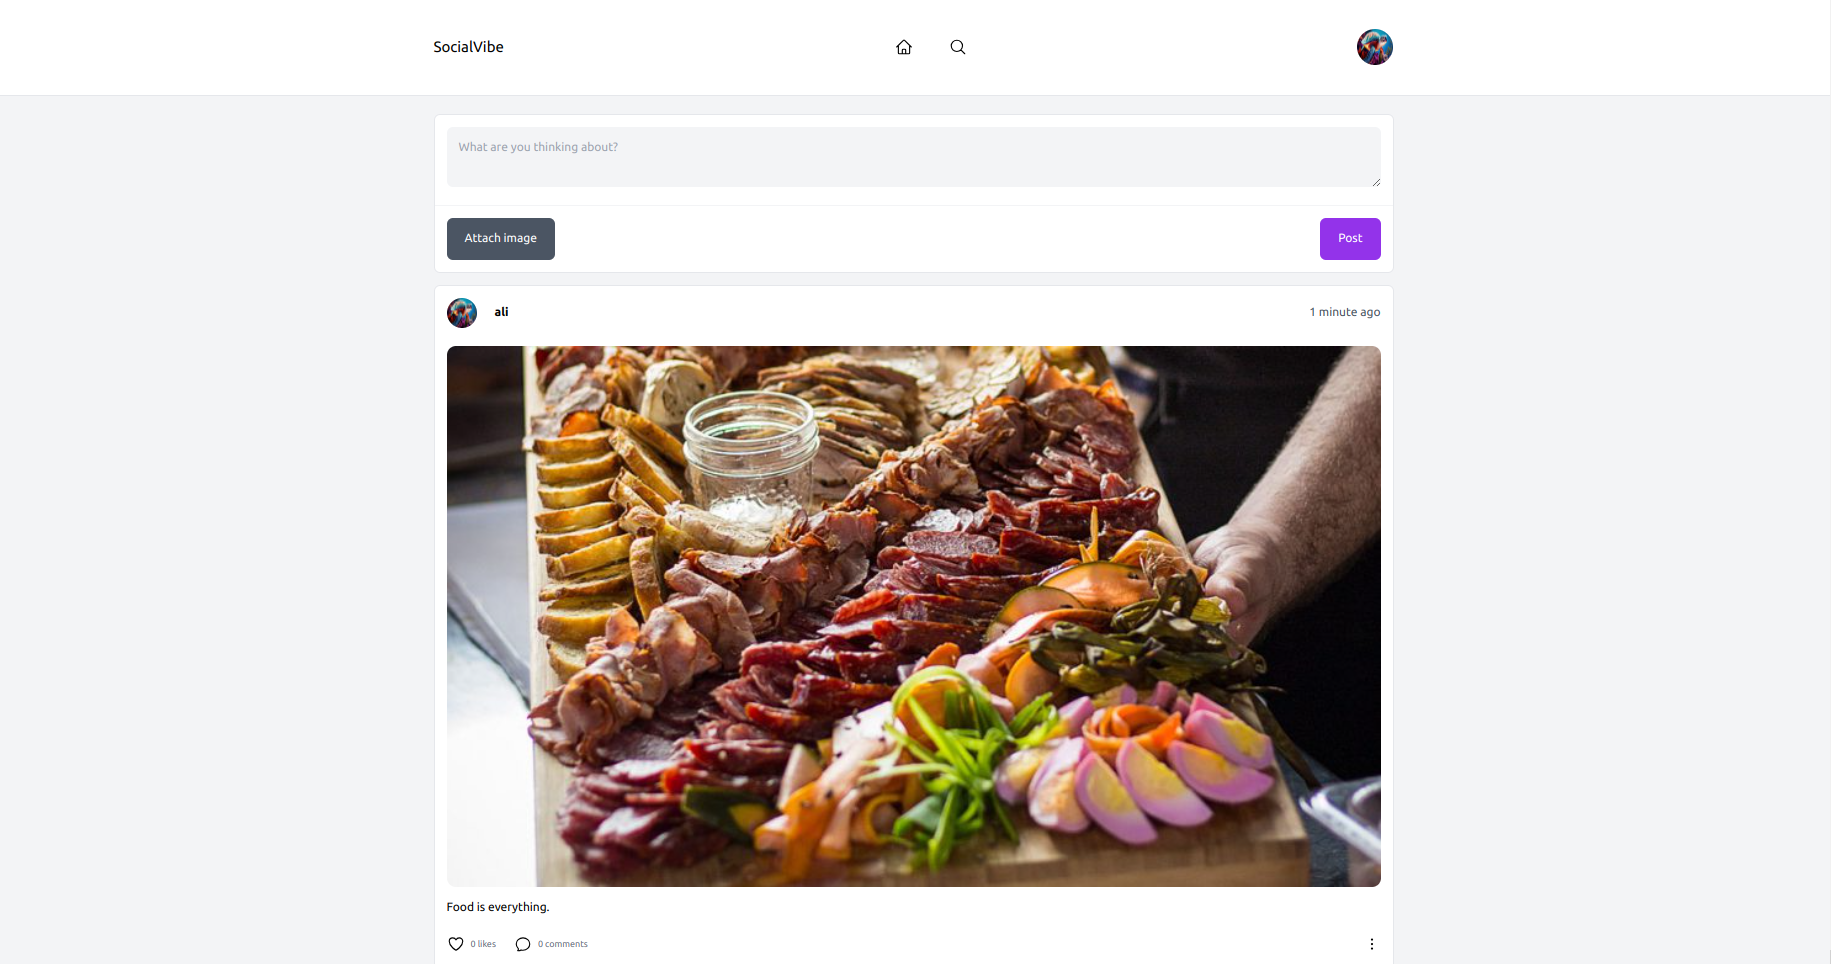 SocialVibe
What are you thinking about?
Attach image
Post
ali
1 minute ago
Food is everything.
0 likes
0 comments